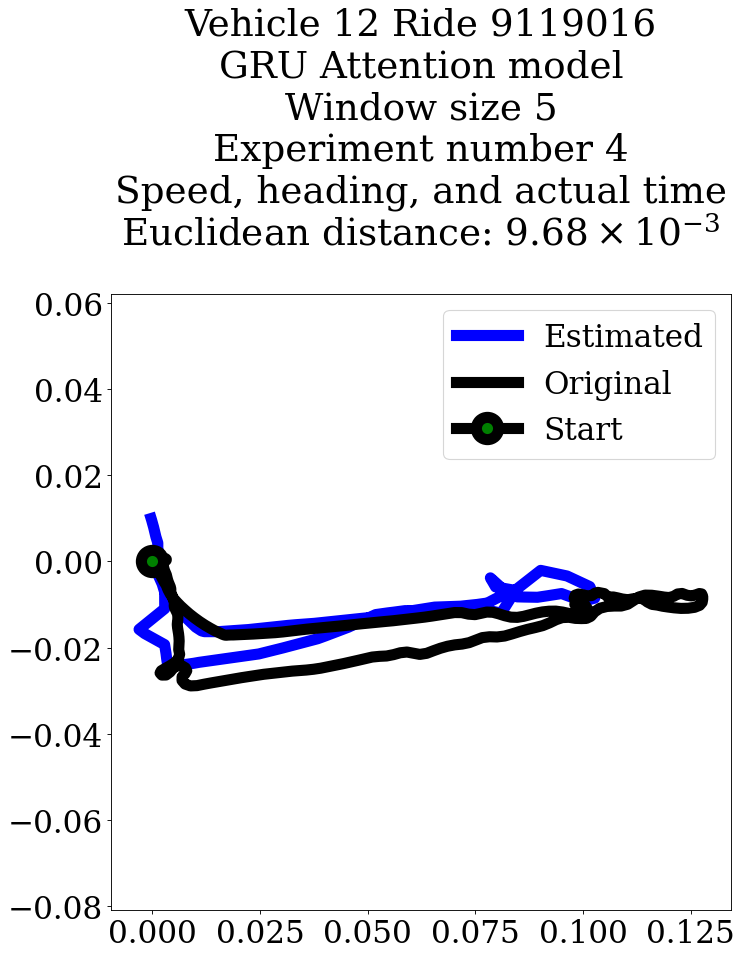 Vehicle 12 Ride 9119016
GRU Attention model
Window size 5
Experiment number 4
Speed, heading, and actual time
Euclidean distance: 9.68 × 10⁻³
Estimated
Original
Start
0.06
0.04
0.02
0.00
−0.02
−0.04
−0.06
−0.08
0.000 0.025 0.050 0.075 0.100 0.125